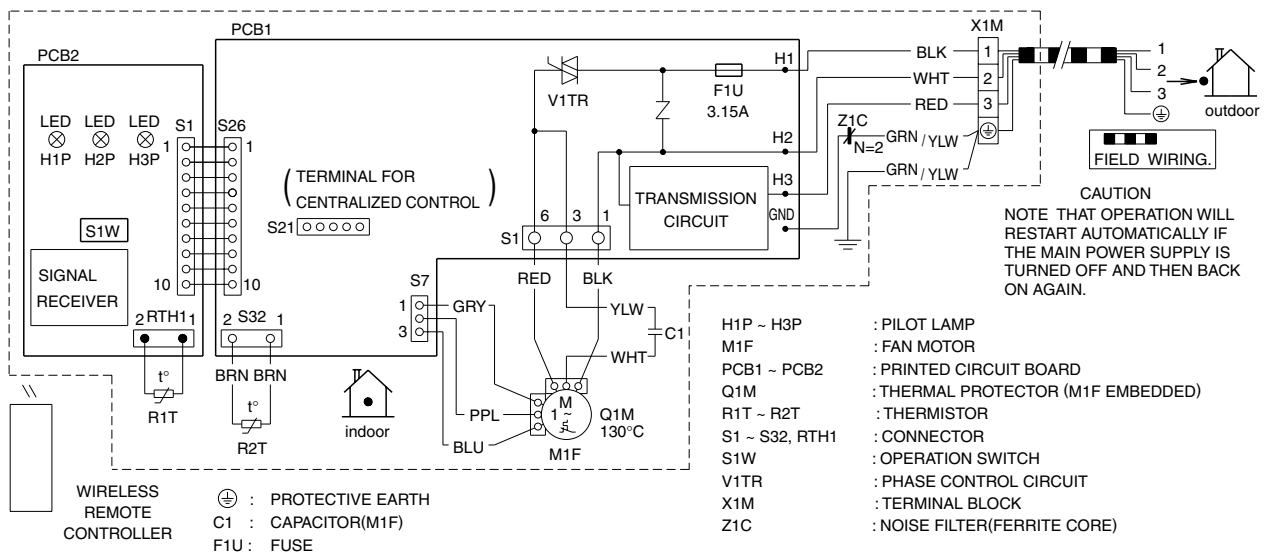 PCB1
X1M
PCB2
H1
BLK
1
1
2
3
WHT
2
V1TR
F1U
3.15A
RED
3
outdoor
LED
LED
LED
H1P
H2P
H3P
S1
S26
1
1
Z1C
N=2
GRN / YLW
H2
FIELD WIRING.
GRN / YLW
TERMINAL FOR
CENTRALIZED CONTROL
TRANSMISSION
CIRCUIT
H3
GND
CAUTION
NOTE THAT OPERATION WILL
RESTART AUTOMATICALLY IF
THE MAIN POWER SUPPLY IS
TURNED OFF AND THEN BACK
ON AGAIN.
S1W
S21
S1
6
3
1
SIGNAL
RECEIVER
10
10
S7
RED
BLK
1
GRY
YLW
3
C1
2
RTH1
1
2
S32
1
WHT
BRN
BRN
t°
R1T
t°
R2T
indoor
PPL
BLU
M
1 ~
Q1M
130°C
M1F
H1P ~ H3P : PILOT LAMP
M1F : FAN MOTOR
PCB1 ~ PCB2 : PRINTED CIRCUIT BOARD
Q1M : THERMAL PROTECTOR (M1F EMBEDDED)
R1T ~ R2T : THERMISTOR
S1 ~ S32, RTH1 : CONNECTOR
S1W : OPERATION SWITCH
V1TR : PHASE CONTROL CIRCUIT
X1M : TERMINAL BLOCK
Z1C : NOISE FILTER(FERRITE CORE)
WIRELESS
REMOTE
CONTROLLER
: PROTECTIVE EARTH
C1 : CAPACITOR(M1F)
F1U : FUSE